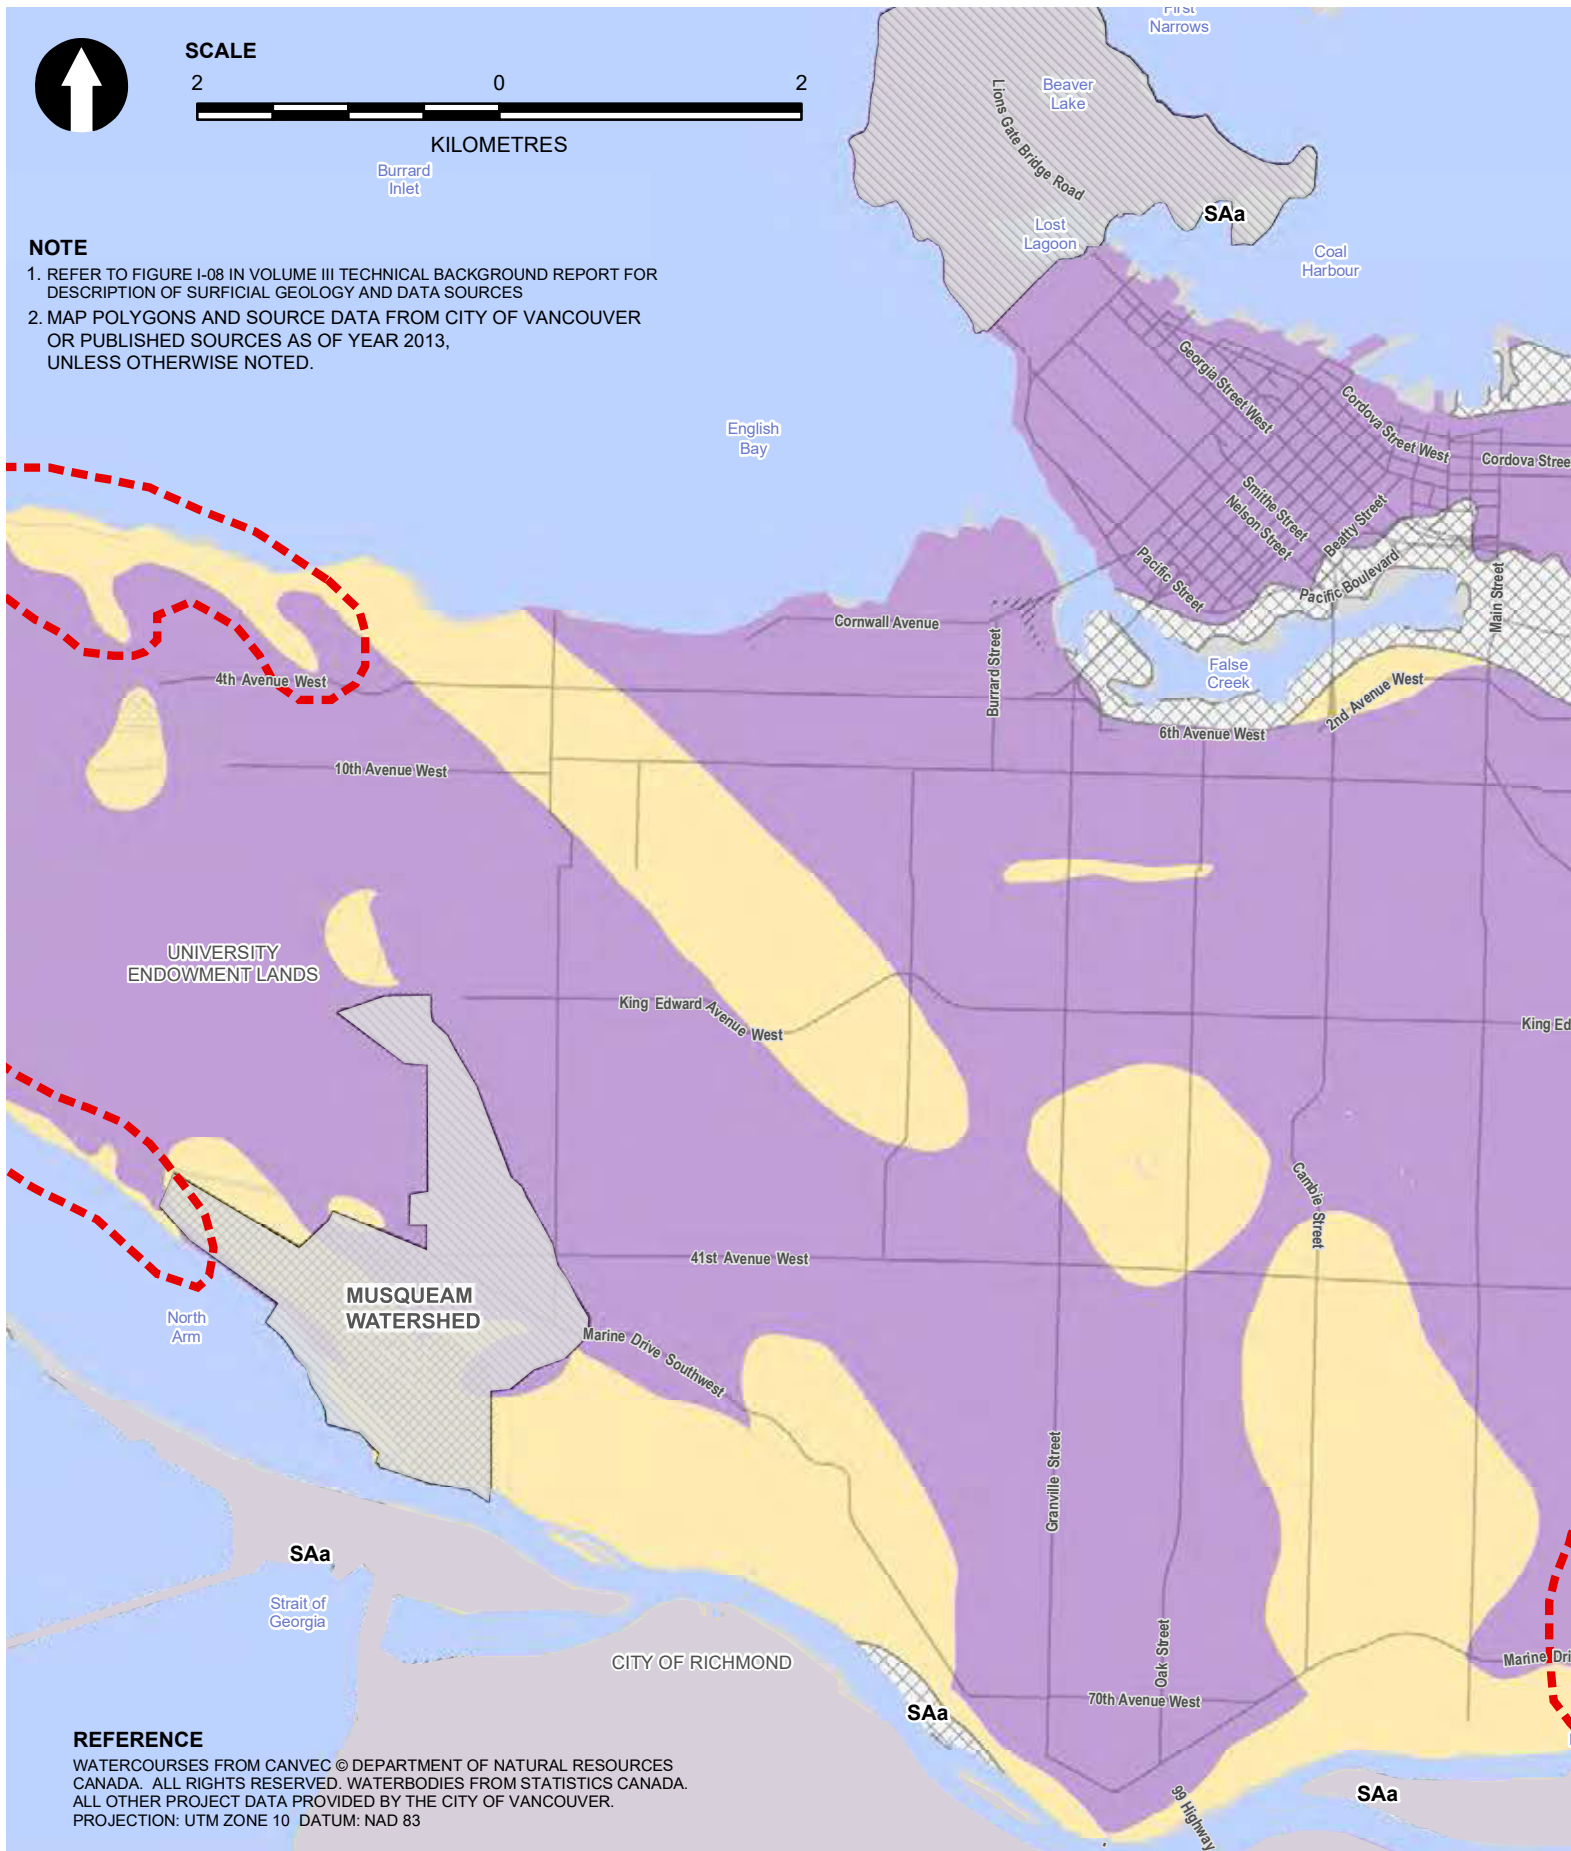 SCALE
2 0 2
KILOMETRES
First
Narrows
Beaver
Lake
Lions Gate Bridge Road
Burrard
Inlet
Lost
Lagoon
SAa
Coal
Harbour
NOTE
1. REFER TO FIGURE I-08 IN VOLUME III TECHNICAL BACKGROUND REPORT FOR
DESCRIPTION OF SURFICIAL GEOLOGY AND DATA SOURCES
2. MAP POLYGONS AND SOURCE DATA FROM CITY OF VANCOUVER
OR PUBLISHED SOURCES AS OF YEAR 2013,
UNLESS OTHERWISE NOTED.
Georgia Street West
Cordova Street West
Cordova Stree
English
Bay
Smithe Street
Nelson Street
Beatty Street
Pacific Street
Pacific Boulevard
Main Street
Cornwall Avenue
Burrard Street
False
Creek
4th Avenue West
2nd Avenue West
6th Avenue West
10th Avenue West
UNIVERSITY
ENDOWMENT LANDS
King Edward Avenue West
King Ed
Cambie Street
41st Avenue West
MUSQUEAM
WATERSHED
North
Arm
Marine Drive Southwest
Granville Street
SAa
Strait of
Georgia
CITY OF RICHMOND
Oak Street
Marine Dri
70th Avenue West
SAa
REFERENCE
WATERCOURSES FROM CANVEC © DEPARTMENT OF NATURAL RESOURCES
CANADA. ALL RIGHTS RESERVED. WATERBODIES FROM STATISTICS CANADA.
ALL OTHER PROJECT DATA PROVIDED BY THE CITY OF VANCOUVER.
PROJECTION: UTM ZONE 10 DATUM: NAD 83
SAa
99 Highway